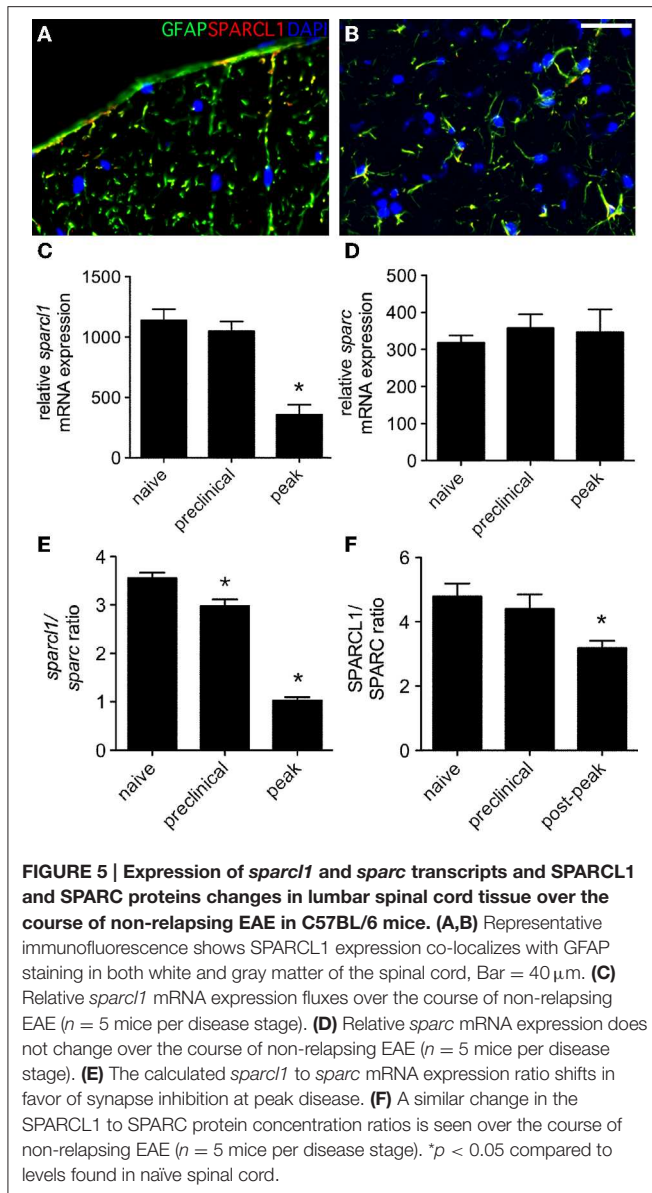 A
GFAPSPARCL1DAPI
B
C
relative sparcl1
mRNA expression
1500
1000
500
0
*
naive
preclinical
peak
D
relative sparc
mRNA expression
500
400
300
200
100
0
naive
preclinical
peak
E
sparcl1/
sparc ratio
4
3
2
1
0
*
*
naive
preclinical
peak
F
SPARCL1/
SPARC ratio
6
4
2
0
*
naive
preclinical
post-peak
FIGURE 5 | Expression of sparcl1 and sparc transcripts and SPARCL1
and SPARC proteins changes in lumbar spinal cord tissue over the
course of non-relapsing EAE in C57BL/6 mice. (A,B) Representative
immunofluorescence shows SPARCL1 expression co-localizes with GFAP
staining in both white and gray matter of the spinal cord, Bar = 40 μm. (C)
Relative sparcl1 mRNA expression fluxes over the course of non-relapsing
EAE (n = 5 mice per disease stage). (D) Relative sparc mRNA expression does
not change over the course of non-relapsing EAE (n = 5 mice per disease
stage). (E) The calculated sparcl1 to sparc mRNA expression ratio shifts in
favor of synapse inhibition at peak disease. (F) A similar change in the
SPARCL1 to SPARC protein concentration ratios is seen over the course of
non-relapsing EAE (n = 5 mice per disease stage). *p < 0.05 compared to
levels found in naïve spinal cord.